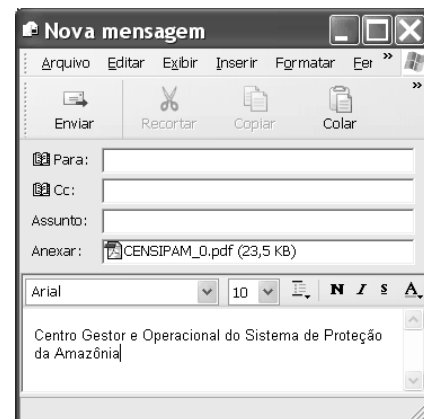 Nova mensagem
Arquivo Editar Exibir Inserir Formatar Fer »
Enviar Recortar Copiar Colar »
Para:
Cc:
Assunto:
Anexar: CENSIPAM_0.pdf (23,5 KB)
Arial 10 N I S A
Centro Gestor e Operacional do Sistema de Proteção
da Amazônia